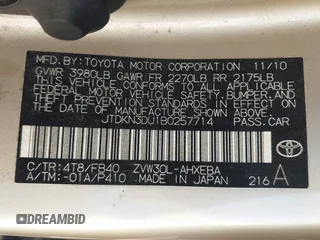 MFD.BY: TOYOTA MOTOR CORPORATION 11/10
GVWR 3980LB GAWR FR 2270LB RR 2175LB
THIS VEHICLE CONFORMS TO ALL APPLICABLE
FEDERAL MOTOR VEHICLE SAFETY, BUMPER,
AND THEFT PREVENTION STANDARDS IN
EFFECT ON THE DATE OF MANUFACTURE
SHOWN ABOVE.
JTDKN3DU1B0257714 PASS.CAR
C/TR: 4T8/FB40 ZVW30L-AHXEBA
A/TM: -01A/P410 MADE IN JAPAN 216 A
TOYOTA
DREAMBID